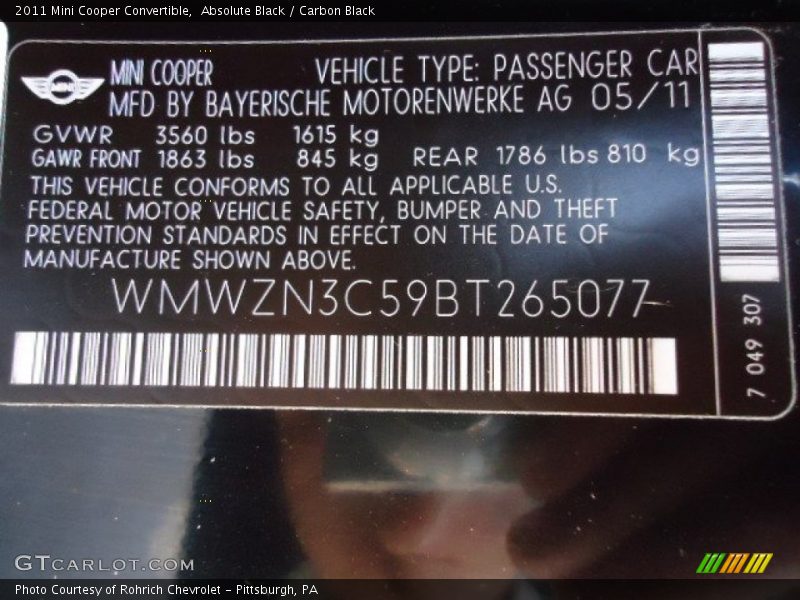 2011 Mini Cooper Convertible,  Absolute Black / Carbon Black
MINI
MINI COOPER VEHICLE TYPE: PASSENGER CAR
MFD BY BAYERISCHE MOTORENWERKE AG 05/11
GVWR 3560 lbs 1615 kg
GAWR FRONT 1863 lbs 845 kg REAR 1786 lbs 810 kg
THIS VEHICLE CONFORMS TO ALL APPLICABLE U.S.
FEDERAL MOTOR VEHICLE SAFETY, BUMPER AND THEFT
PREVENTION STANDARDS IN EFFECT ON THE DATE OF
MANUFACTURE SHOWN ABOVE.
WMWZN3C59BT265077
7 049 307
GTCARLOT.COM
Photo Courtesy of Rohrich Chevrolet – Pittsburgh, PA